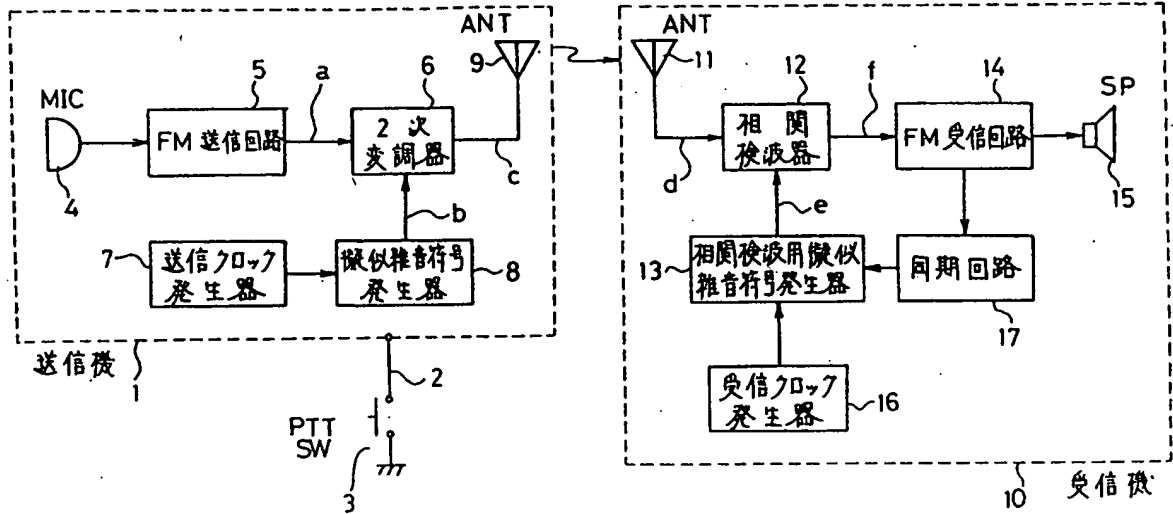 ANT
9
5
a
6
MIC
4
FM送信回路
2次
変調器
c
b
7
送信クロック
発生器
擬似雑音符号
発生器
8
送信機
1
2
PTT
SW
3
ANT
11
12
f
14
SP
15
相関
検波器
FM受信回路
d
e
13
相関検波用擬似
雑音符号発生器
同期回路
17
受信クロック
発生器
16
10
受信機